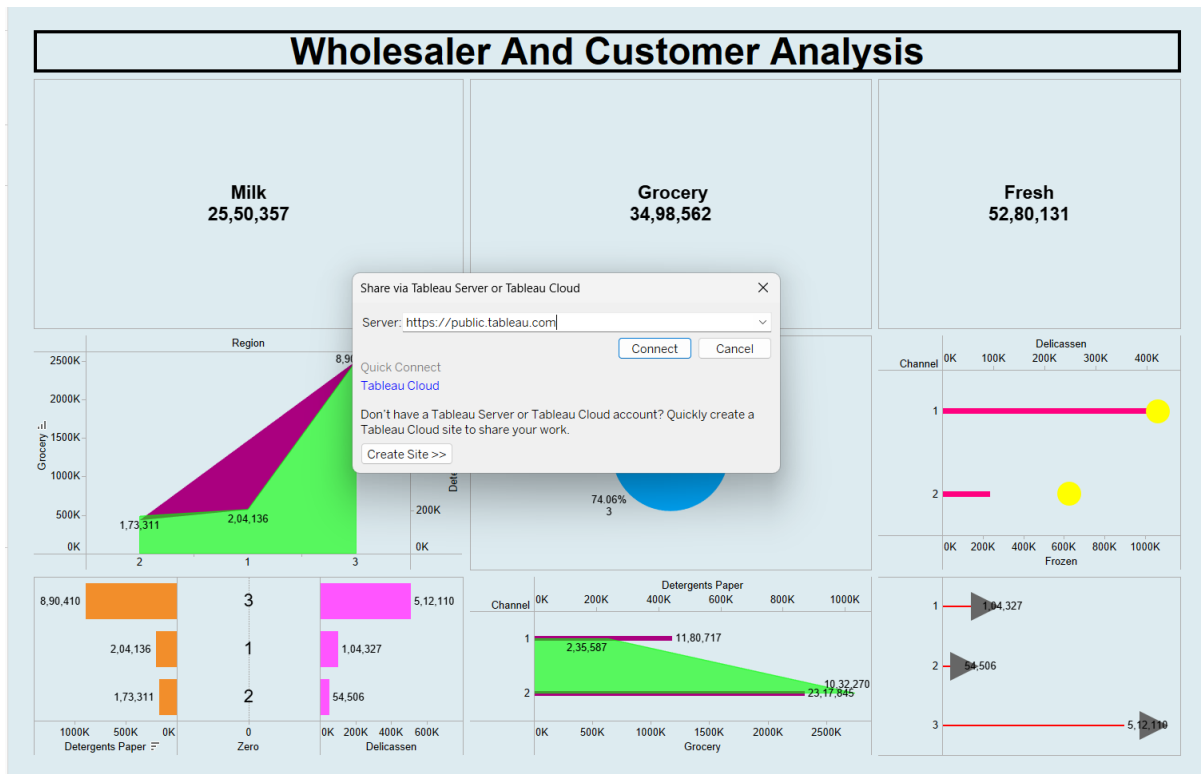 Wholesaler And Customer Analysis
Milk
25,50,357
Grocery
34,98,562
Fresh
52,80,131
Share via Tableau Server or Tableau Cloud
Server: https://public.tableau.com
Connect Cancel
Quick Connect
Tableau Cloud
Don't have a Tableau Server or Tableau Cloud account? Quickly create a
Tableau Cloud site to share your work.
Create Site >>
Region
2500K
2000K
1500K
1000K
500K
0K
Grocery
1,73,311
2,04,136
200K
0K
2 1 3
74.06%
3
Delicassen
Channel 0K 100K 200K 300K 400K
1
2
0K 200K 400K 600K 800K 1000K
Frozen
8,90,410 3 5,12,110
2,04,136 1 1,04,327
1,73,311 2 54,506
1000K 500K 0K 0 0K 200K 400K 600K
Detergents Paper Zero Delicassen
Detergents Paper
Channel 0K 200K 400K 600K 800K 1000K
1 11,80,717
2,35,587
10,32,270
2 23,17,845
0K 500K 1000K 1500K 2000K 2500K
Grocery
1 1,04,327
2 54,506
3 5,12,110